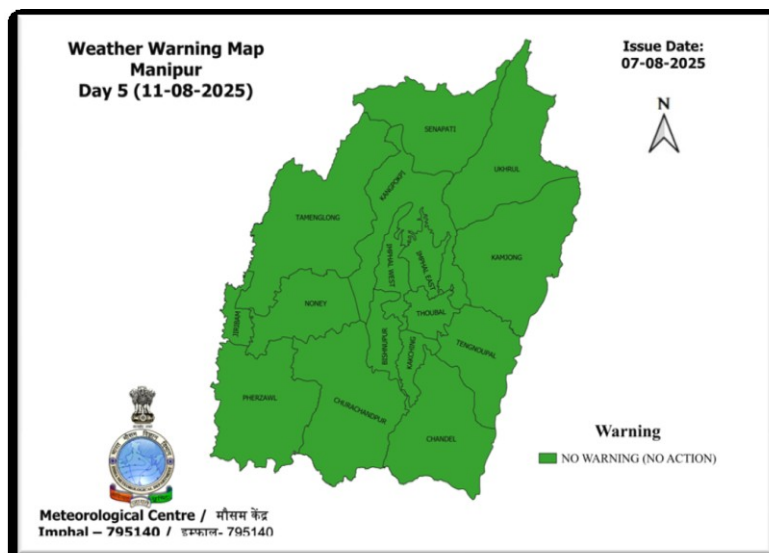 Weather Warning Map
Manipur
Day 5 (11-08-2025)
Issue Date:
07-08-2025
N
SENAPATI
UKHRUL
KANGPOKPI
TAMENGLONG
KAMJONG
IMPHAL WEST
IMPHAL EAST
NONEY
JIRIBAM
THOUBAL
BISHNUPUR
KAKCHING
TENGNOUPAL
PHERZAWL
CHURACHANDPUR
CHANDEL
Warning
NO WARNING (NO ACTION)
Meteorological Centre / मौसम केंद्र
Imphal – 795140 / इम्फाल- 795140